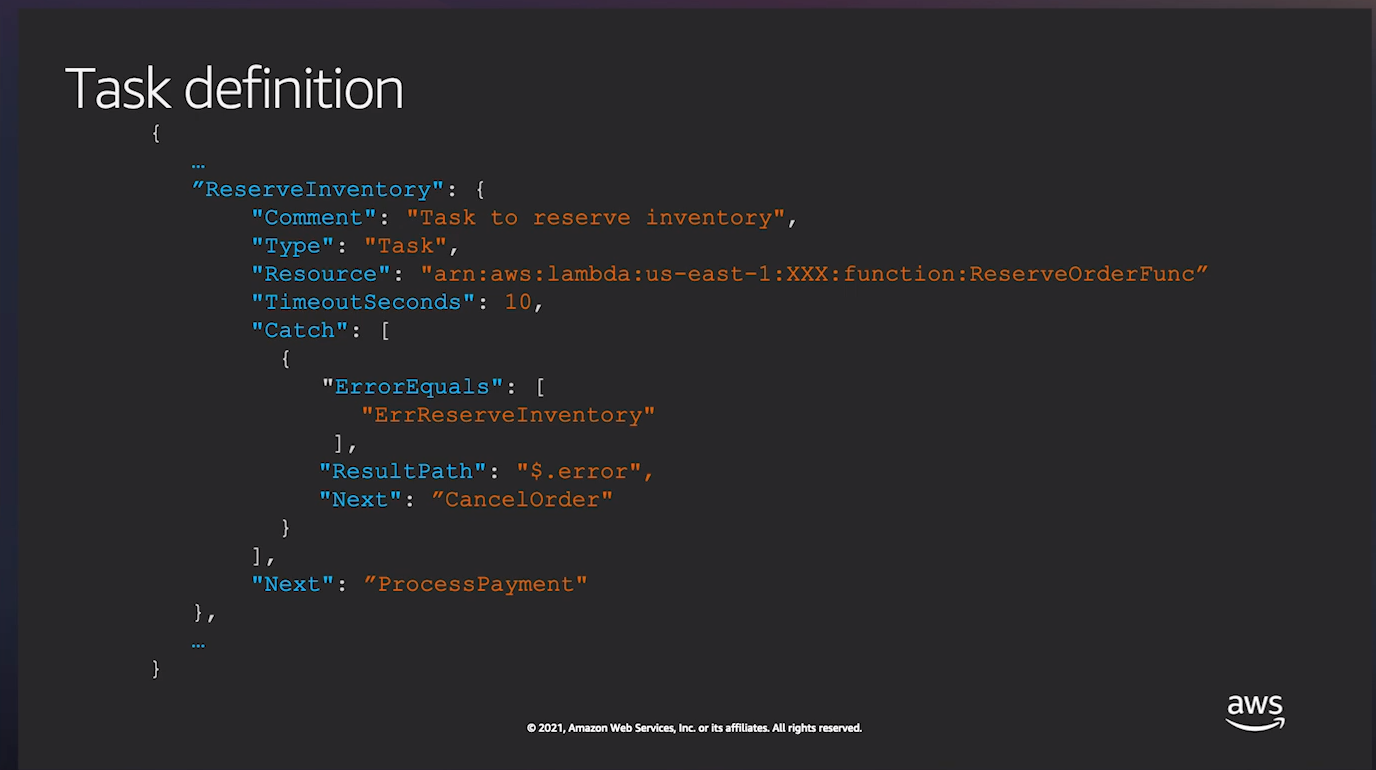 Task definition
{
…
”ReserveInventory": {
"Comment": "Task to reserve inventory",
"Type": "Task",
"Resource": "arn:aws:lambda:us-east-1:XXX:function:ReserveOrderFunc”
"TimeoutSeconds": 10,
"Catch": [
{
"ErrorEquals": [
"ErrReserveInventory"
],
"ResultPath": "$.error",
"Next": ”CancelOrder"
}
],
"Next": ”ProcessPayment"
},
…
}
aws
© 2021, Amazon Web Services, Inc. or its affiliates. All rights reserved.